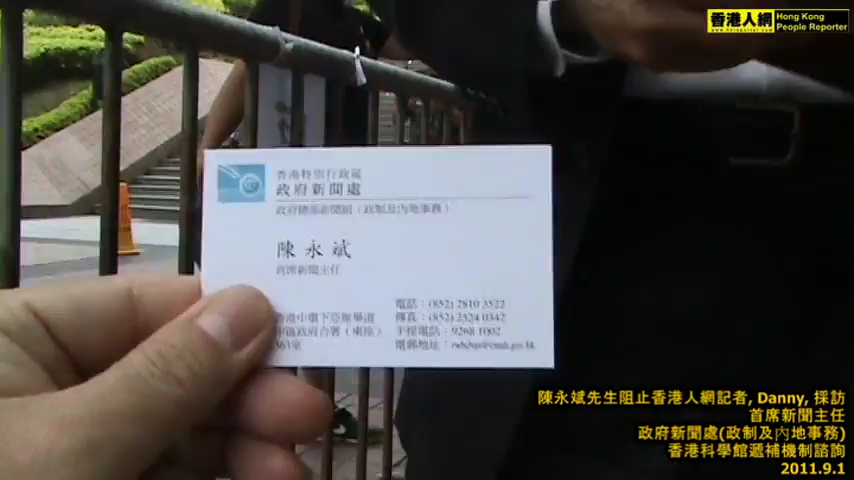 香港人網
Hong Kong
People Reporter
香港特別行政區
政府新聞處
政府總部新聞組（政制及內地事務）
陳永斌
首席新聞主任
香港中環下亞厘畢道
中區政府合署（東座）
電話：(852) 2810 3522
傳真：(852) 2524 0342
手提電話：9268 1002
電郵地址：
陳永斌先生阻止香港人網記者, Danny, 採訪
首席新聞主任
政府新聞處(政制及內地事務)
香港科學館遞補機制諮詢
2011.9.1